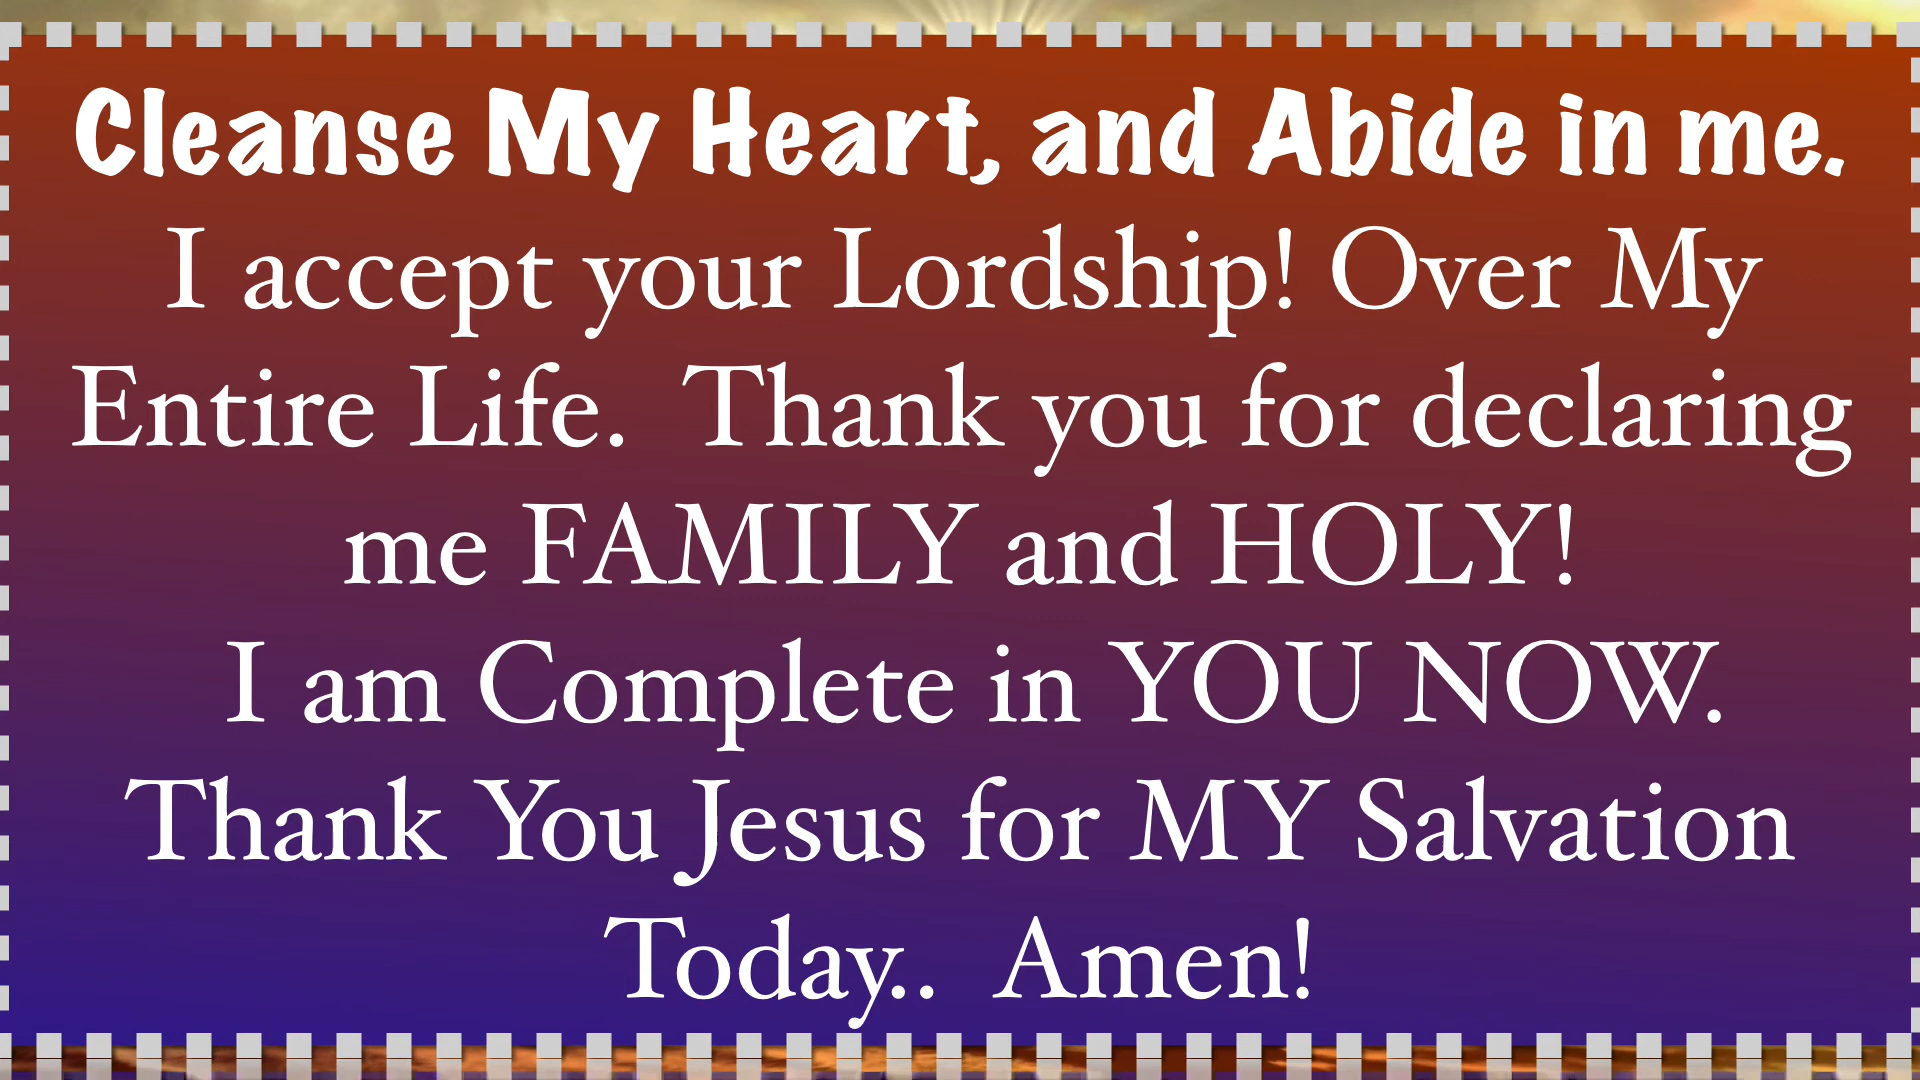 Cleanse My Heart, and Abide in me.
I accept your Lordship! Over My
Entire Life.  Thank you for declaring
me FAMILY and HOLY!
I am Complete in YOU NOW.
Thank You Jesus for MY Salvation
Today..  Amen!